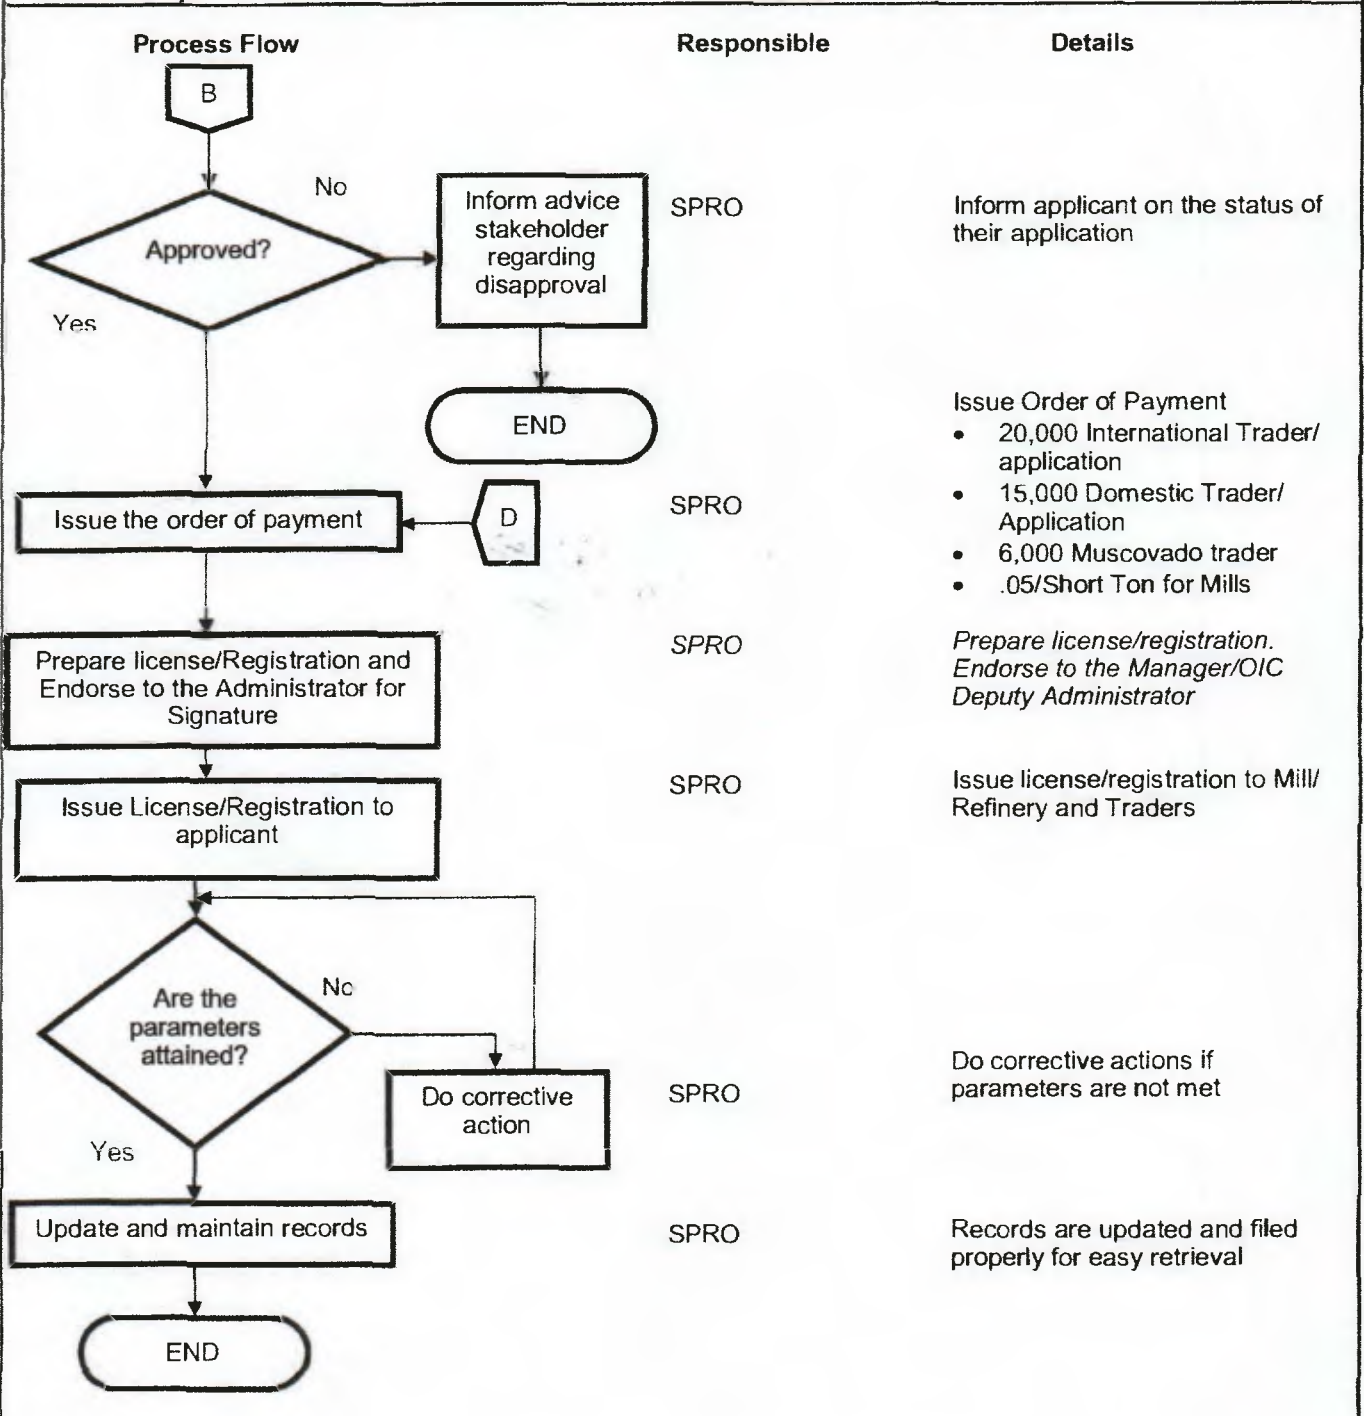 Process Flow
Responsible
Details
B
No
Approved?
Yes
Inform advice
stakeholder
regarding
disapproval
SPRO
Inform applicant on the status of
their application
END
Issue the order of payment
D
SPRO
Issue Order of Payment
• 20,000 International Trader/
application
• 15,000 Domestic Trader/
Application
• 6,000 Muscovado trader
• .05/Short Ton for Mills
Prepare license/Registration and
Endorse to the Administrator for
Signature
SPRO
Prepare license/registration.
Endorse to the Manager/OIC
Deputy Administrator
Issue License/Registration to
applicant
SPRO
Issue license/registration to Mill/
Refinery and Traders
Are the
parameters
attained?
No
Yes
Do corrective
action
SPRO
Do corrective actions if
parameters are not met
Update and maintain records
SPRO
Records are updated and filed
properly for easy retrieval
END